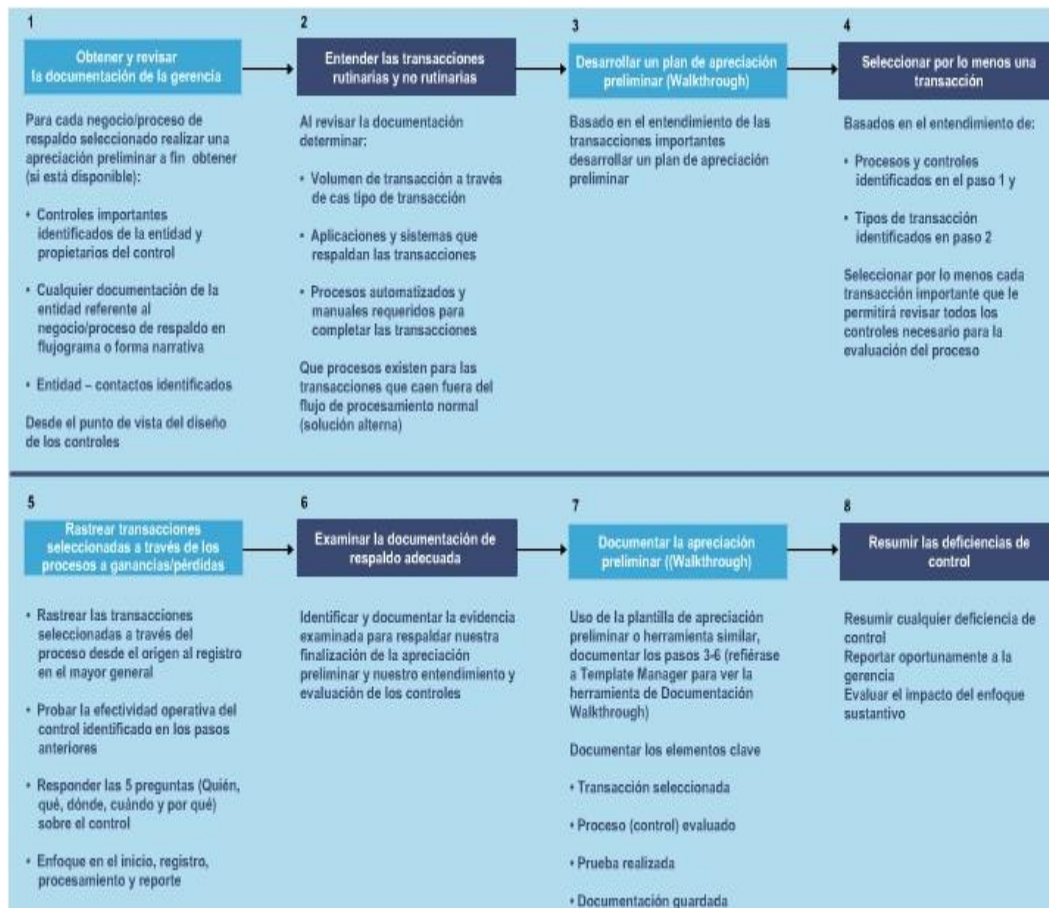 1
Obtener y revisar
la documentación de la gerencia
Para cada negocio/proceso de
respaldo seleccionado realizar una
apreciación preliminar a fin obtener
(si está disponible):
• Controles importantes
identificados de la entidad y
propietarios del control
• Cualquier documentación de la
entidad referente al
negocio/proceso de respaldo en
flujograma o forma narrativa
• Entidad – contactos identificados
Desde el punto de vista del diseño
de los controles
2
Entender las transacciones
rutinarias y no rutinarias
Al revisar la documentación
determinar:
• Volumen de transacción a través
de cas tipo de transacción
• Aplicaciones y sistemas que
respaldan las transacciones
• Procesos automatizados y
manuales requeridos para
completar las transacciones
Que procesos existen para las
transacciones que caen fuera del
flujo de procesamiento normal
(solución alterna)
3
Desarrollar un plan de apreciación
preliminar (Walkthrough)
Basado en el entendimiento de las
transacciones importantes
desarrollar un plan de apreciación
preliminar
4
Seleccionar por lo menos una
transacción
Basados en el entendimiento de:
• Procesos y controles
identificados en el paso 1 y
• Tipos de transacción
identificados en paso 2
Seleccionar por lo menos cada
transacción importante que le
permitirá revisar todos los
controles necesario para la
evaluación del proceso
5
Rastrear transacciones
seleccionadas a través de los
procesos a ganancias/pérdidas
• Rastrear las transacciones
seleccionadas a través del
proceso desde el origen al registro
en el mayor general
• Probar la efectividad operativa del
control identificado en los pasos
anteriores
• Responder las 5 preguntas (Quién,
qué, dónde, cuándo y por qué)
sobre el control
• Enfoque en el inicio, registro,
procesamiento y reporte
6
Examinar la documentación de
respaldo adecuada
Identificar y documentar la evidencia
examinada para respaldar nuestra
finalización de la apreciación
preliminar y nuestro entendimiento y
evaluación de los controles
7
Documentar la apreciación
preliminar ((Walkthrough)
Uso de la plantilla de apreciación
preliminar o herramienta similar,
documentar los pasos 3-6 (refiérase
a Template Manager para ver la
herramienta de Documentación
Walkthrough)
Documentar los elementos clave
• Transacción seleccionada
• Proceso (control) evaluado
• Prueba realizada
• Documentación guardada
8
Resumir las deficiencias de
control
Resumir cualquier deficiencia de
control
Reportar oportunamente a la
gerencia
Evaluar el impacto del enfoque
sustantivo